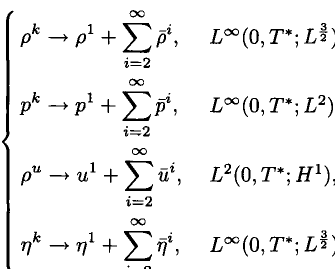 ρ^k → ρ^1 + ∑_{i=2}^{∞} ρ̄^i, L^∞(0, T^*; L^{3/2})
p^k → p^1 + ∑_{i=2}^{∞} p̄^i, L^∞(0, T^*; L^2)
ρ^u → u^1 + ∑_{i=2}^{∞} ū^i, L^2(0, T^*; H^1),
η^k → η^1 + ∑_{i=2}^{∞} η̄^i, L^∞(0, T^*; L^{3/2})